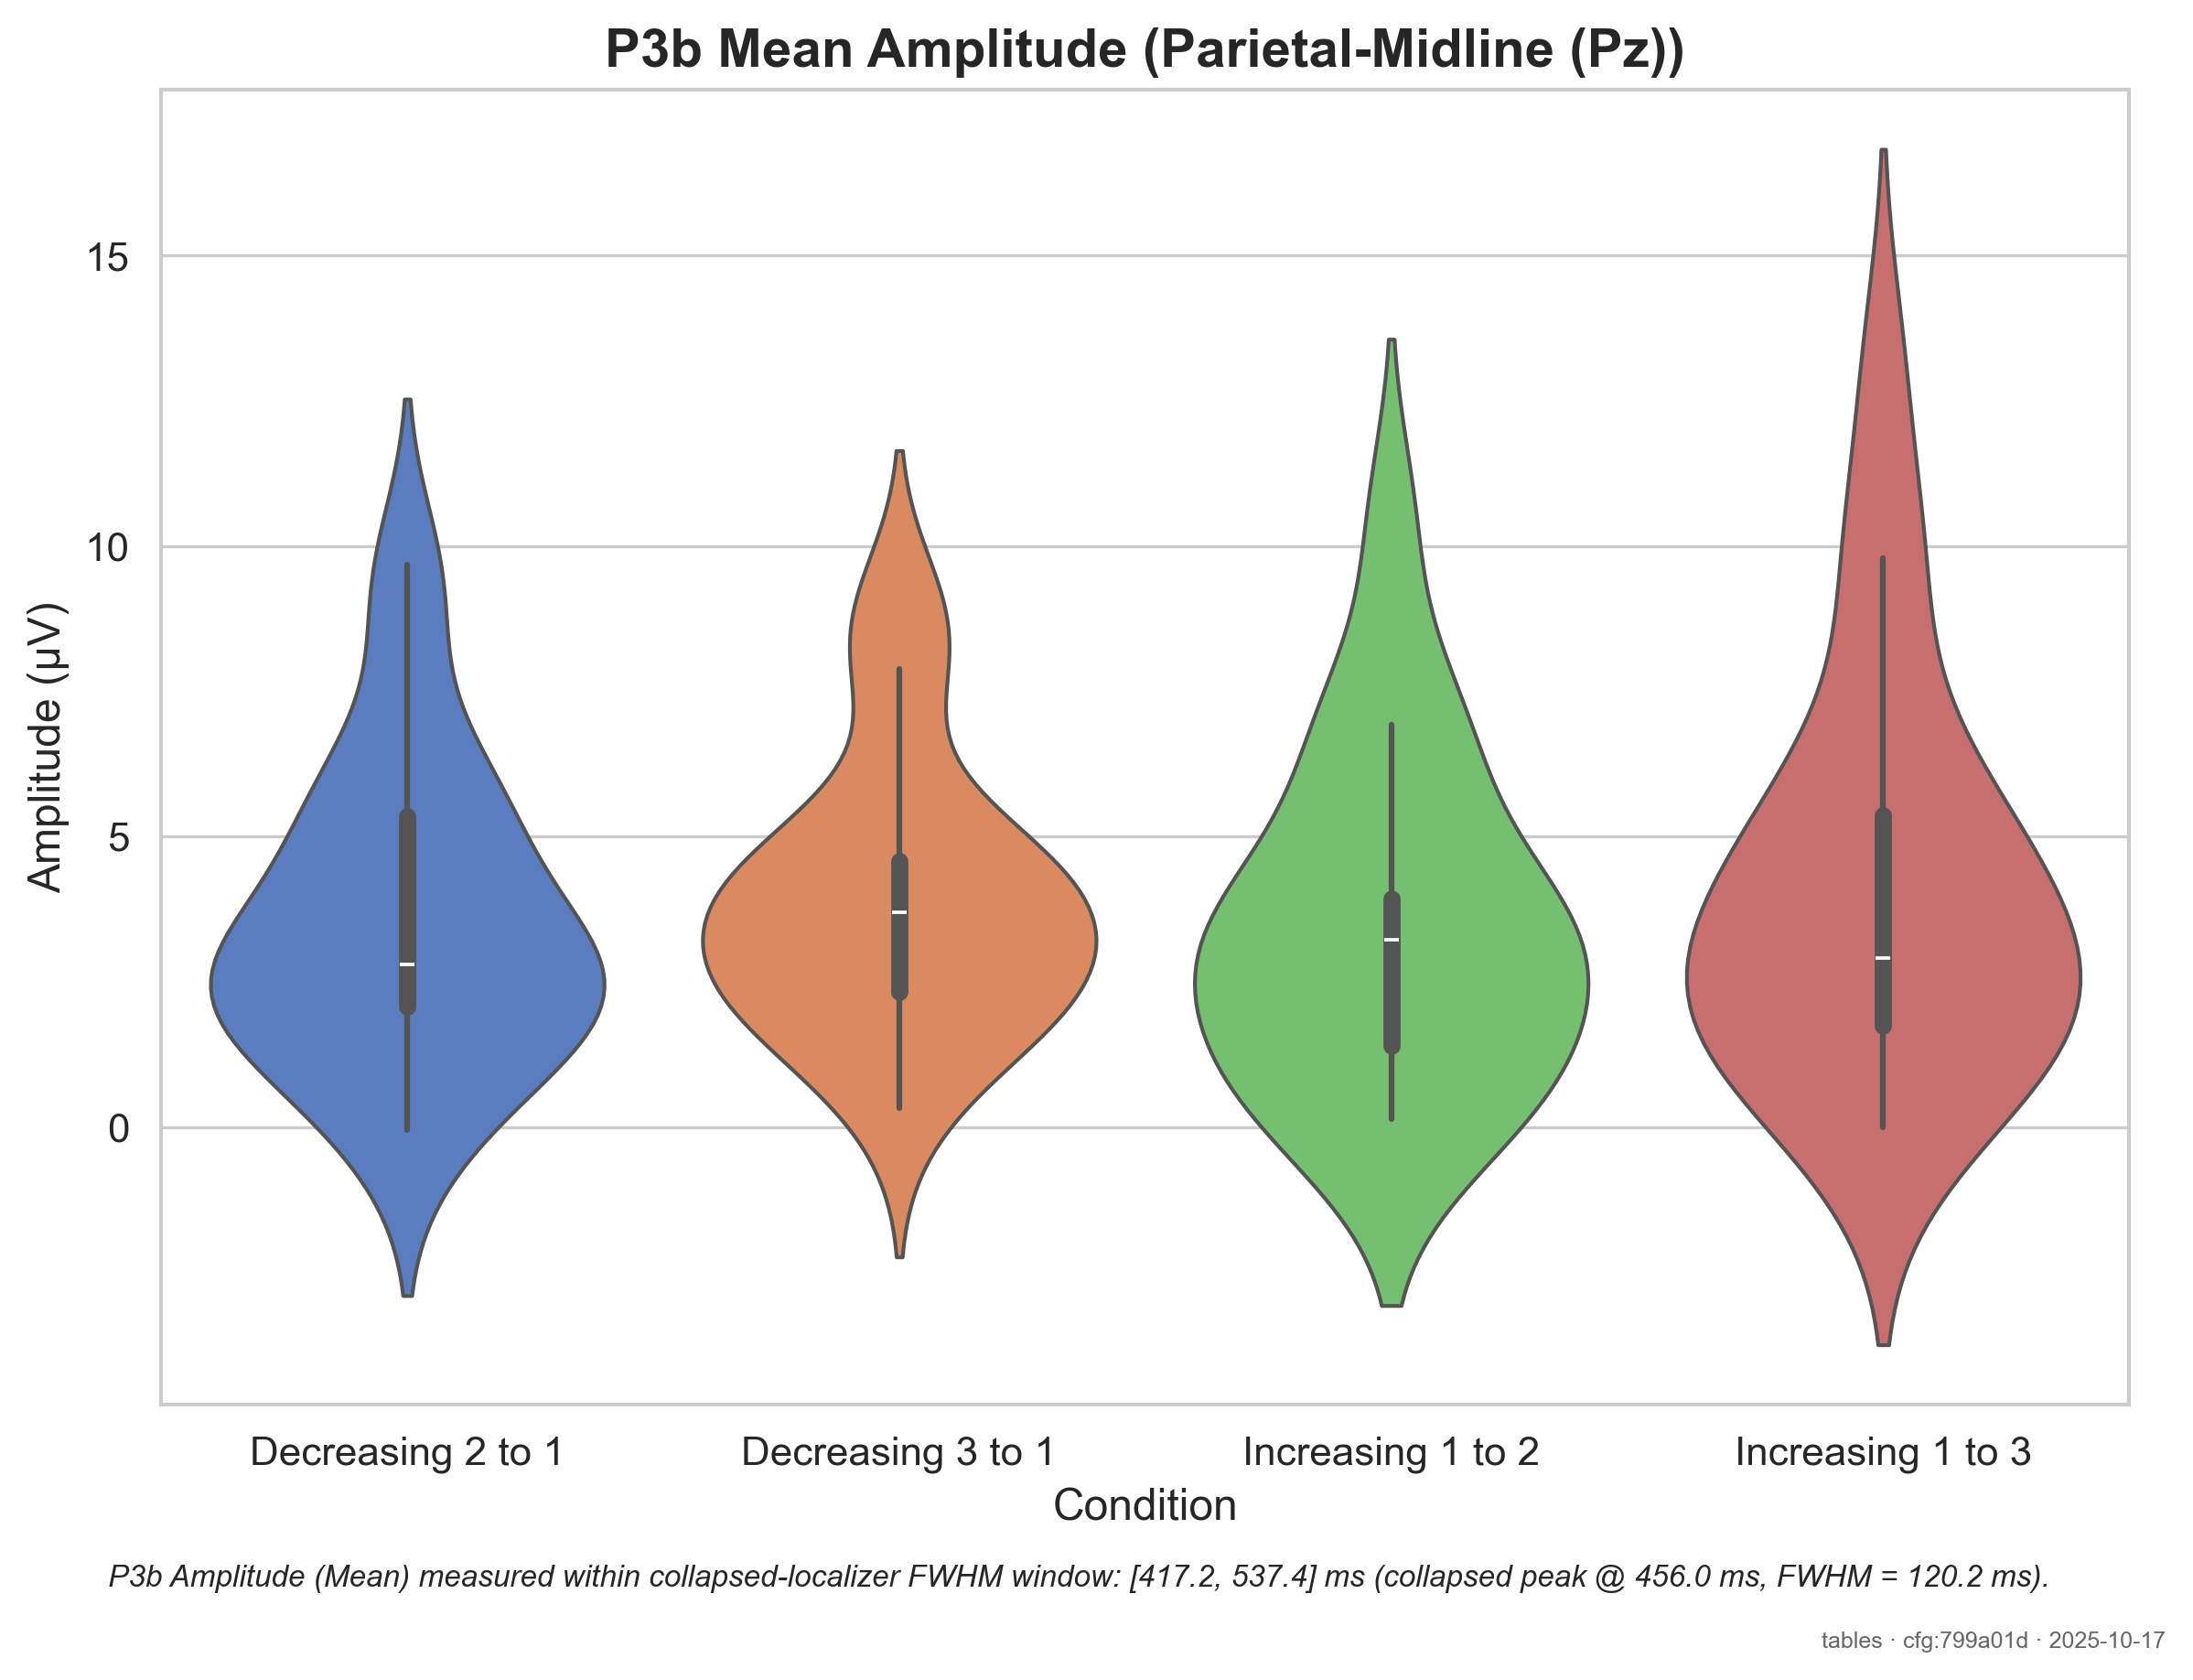 P3b Mean Amplitude (Parietal-Midline (Pz))
Amplitude (µV)
15
10
5
0
Decreasing 2 to 1
Decreasing 3 to 1
Increasing 1 to 2
Increasing 1 to 3
Condition
P3b Amplitude (Mean) measured within collapsed-localizer FWHM window: [417.2, 537.4] ms (collapsed peak @ 456.0 ms, FWHM = 120.2 ms).
tables · cfg:799a01d · 2025-10-17